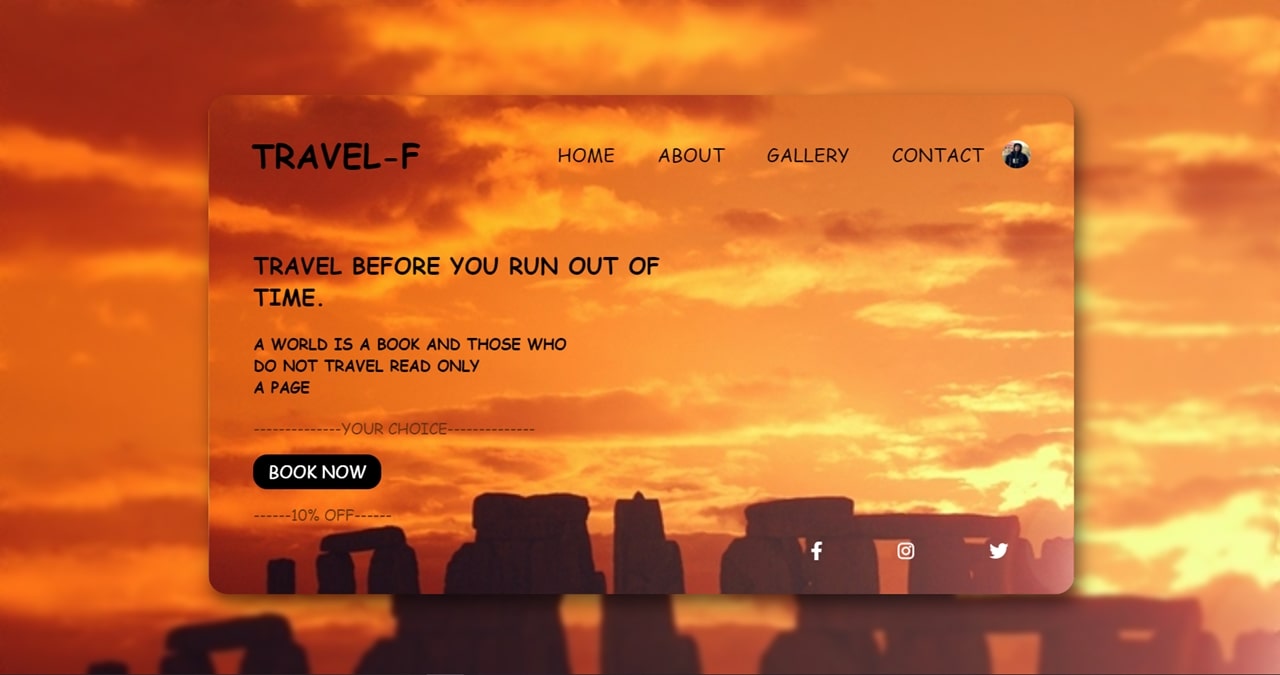 TRAVEL-F
HOME ABOUT GALLERY CONTACT
TRAVEL BEFORE YOU RUN OUT OF
TIME.
A WORLD IS A BOOK AND THOSE WHO
DO NOT TRAVEL READ ONLY
A PAGE
--------------YOUR CHOICE--------------
BOOK NOW
------10% OFF------